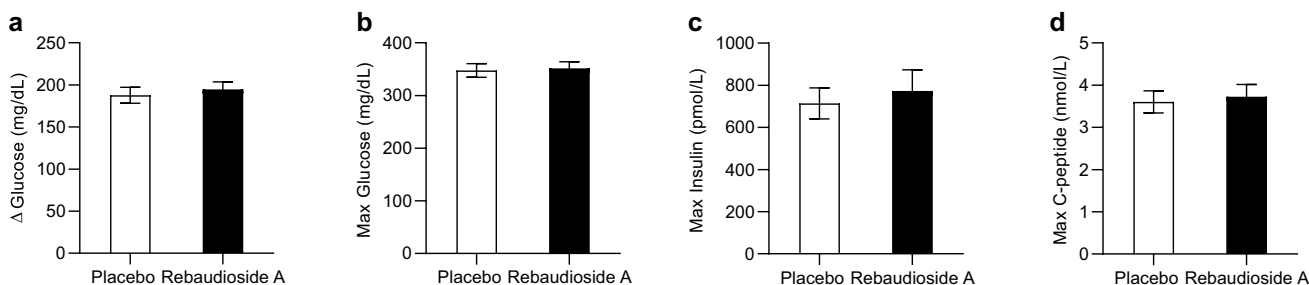 a
Δ Glucose (mg/dL)
250
200
150
100
50
0
Placebo Rebaudioside A
b
Max Glucose (mg/dL)
400
300
200
100
0
Placebo Rebaudioside A
c
Max Insulin (pmol/L)
1000
800
600
400
200
0
Placebo Rebaudioside A
d
Max C-peptide (nmol/L)
5
4
3
2
1
0
Placebo Rebaudioside A